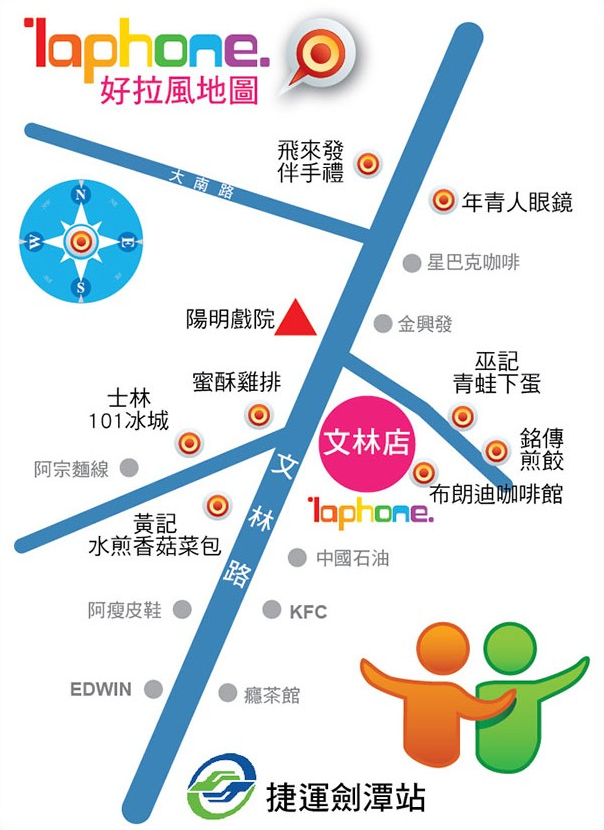 laphone.
好拉風地圖
飛來發
伴手禮
大南路
年青人眼鏡
N
W
E
S
星巴克咖啡
陽明戲院
金興發
巫記
青蛙下蛋
蜜酥雞排
士林
101冰城
文林店
銘傳
煎餃
阿宗麵線
布朗迪咖啡館
laphone.
文林路
黃記
水煎香菇菜包
中國石油
阿瘦皮鞋
KFC
EDWIN
癮茶館
捷運劍潭站